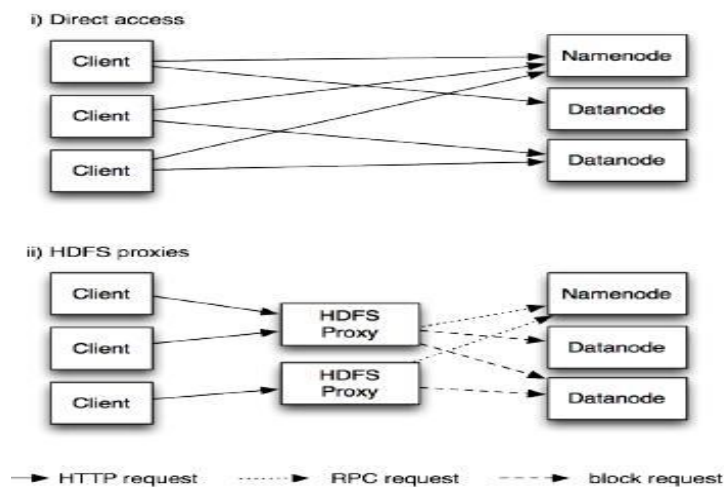 i) Direct access
Client
Namenode
Client
Datanode
Client
Datanode
ii) HDFS proxies
Client
Namenode
HDFS
Proxy
Client
Datanode
HDFS
Proxy
Client
Datanode
HTTP request
RPC request
block request